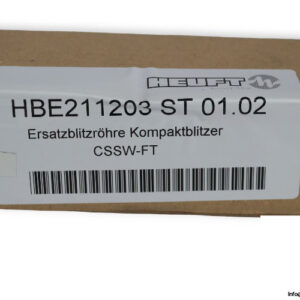 HEUFT
HBE211203 ST 01.02
Ersatzblitzröhre Kompaktblitzer
CSSW-FT